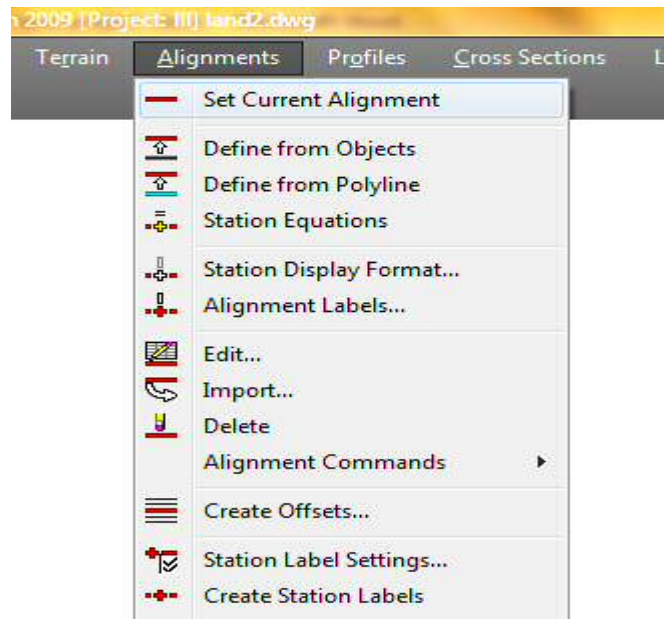 2009 [Project: III] land2.dwg
Terrain Alignments Profiles Cross Sections
Set Current Alignment
Define from Objects
Define from Polyline
Station Equations
Station Display Format...
Alignment Labels...
Edit...
Import...
Delete
Alignment Commands
Create Offsets...
Station Label Settings...
Create Station Labels